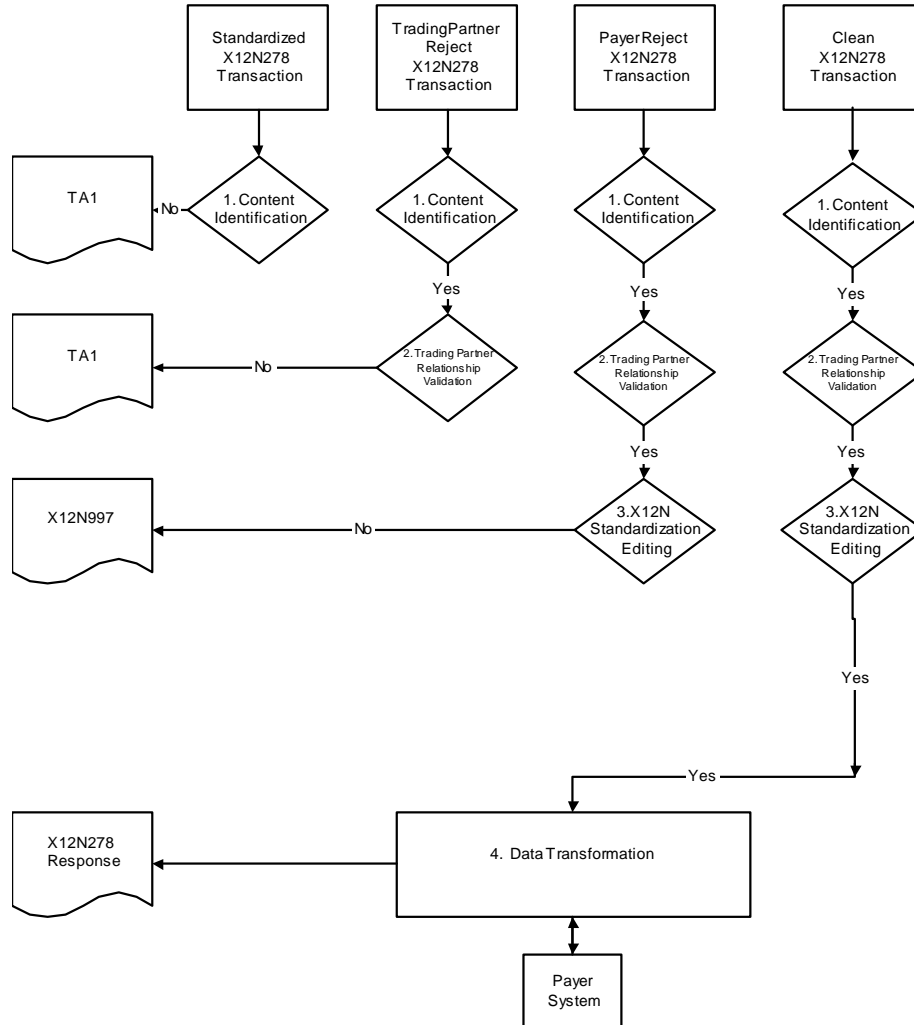 Standardized
X12N278
Transaction
TradingPartner
Reject
X12N278
Transaction
PayerReject
X12N278
Transaction
Clean
X12N278
Transaction
TA1
No
1. Content
Identification
1. Content
Identification
1. Content
Identification
1. Content
Identification
Yes
Yes
Yes
TA1
No
2. Trading Partner
Relationship
Validation
2. Trading Partner
Relationship
Validation
2. Trading Partner
Relationship
Validation
Yes
Yes
X12N997
No
3.X12N
Standardization
Editing
3.X12N
Standardization
Editing
Yes
Yes
X12N278
Response
4. Data Transformation
Payer
System